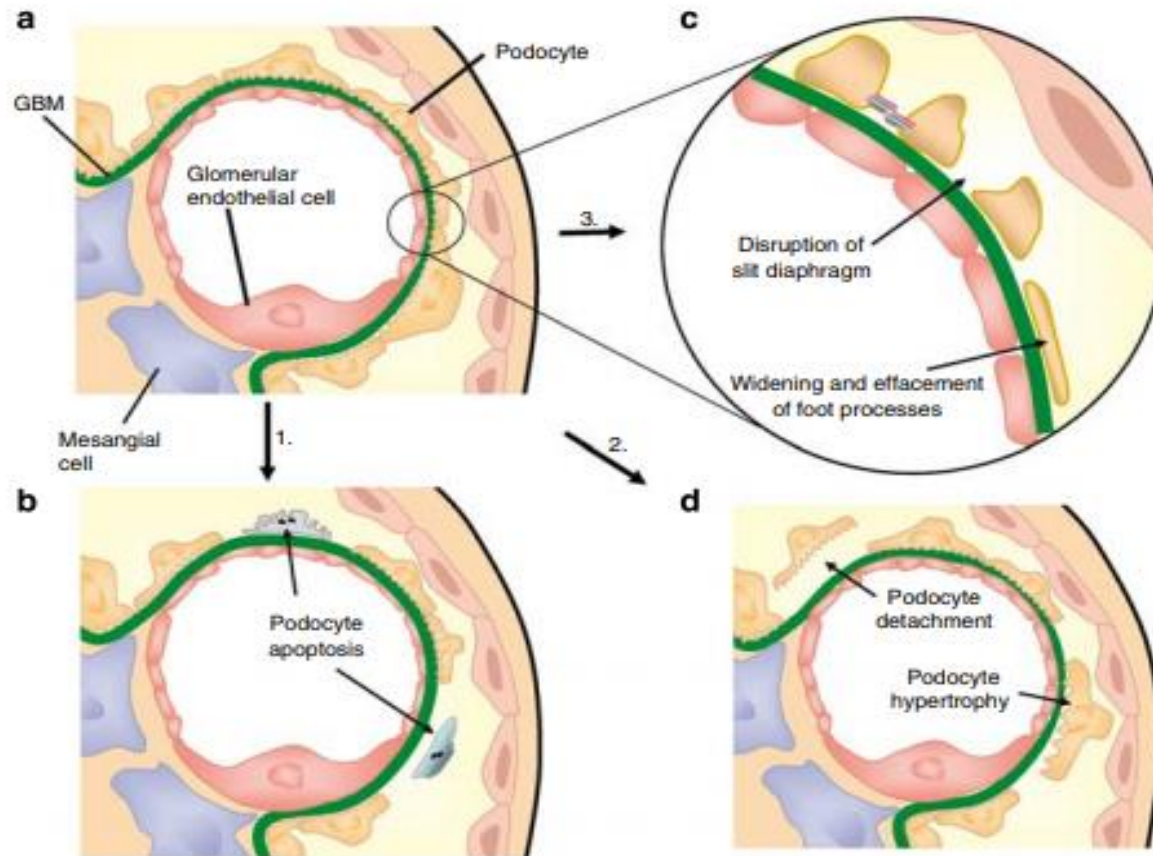 a
Podocyte
GBM
Glomerular
endothelial cell
Mesangial
cell
3.
c
Disruption of
slit diaphragm
Widening and effacement
of foot processes
1.
2.
b
Podocyte
apoptosis
d
Podocyte
detachment
Podocyte
hypertrophy